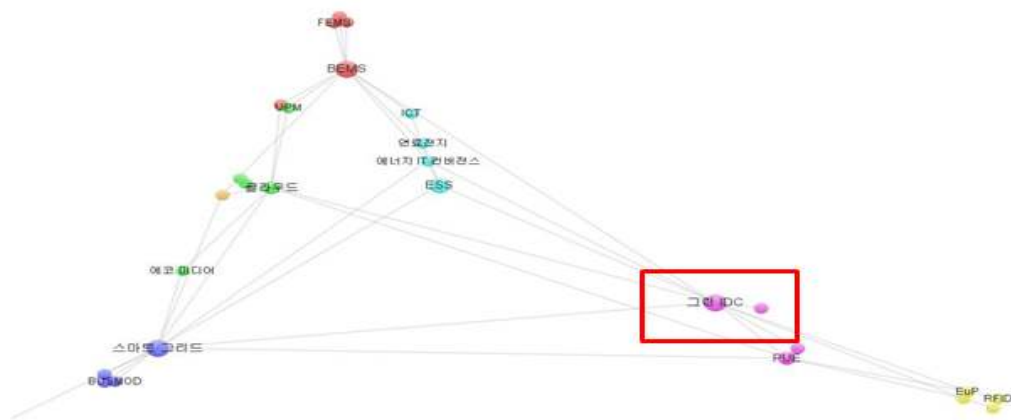 FEMS
BEMS
VPM
ICT
연료전지
에너지 IT 컨버전스
ESS
클라우드
에코 미디어
그린 IDC
스마트 그리드
PUE
BUSMOD
EuP
RFID